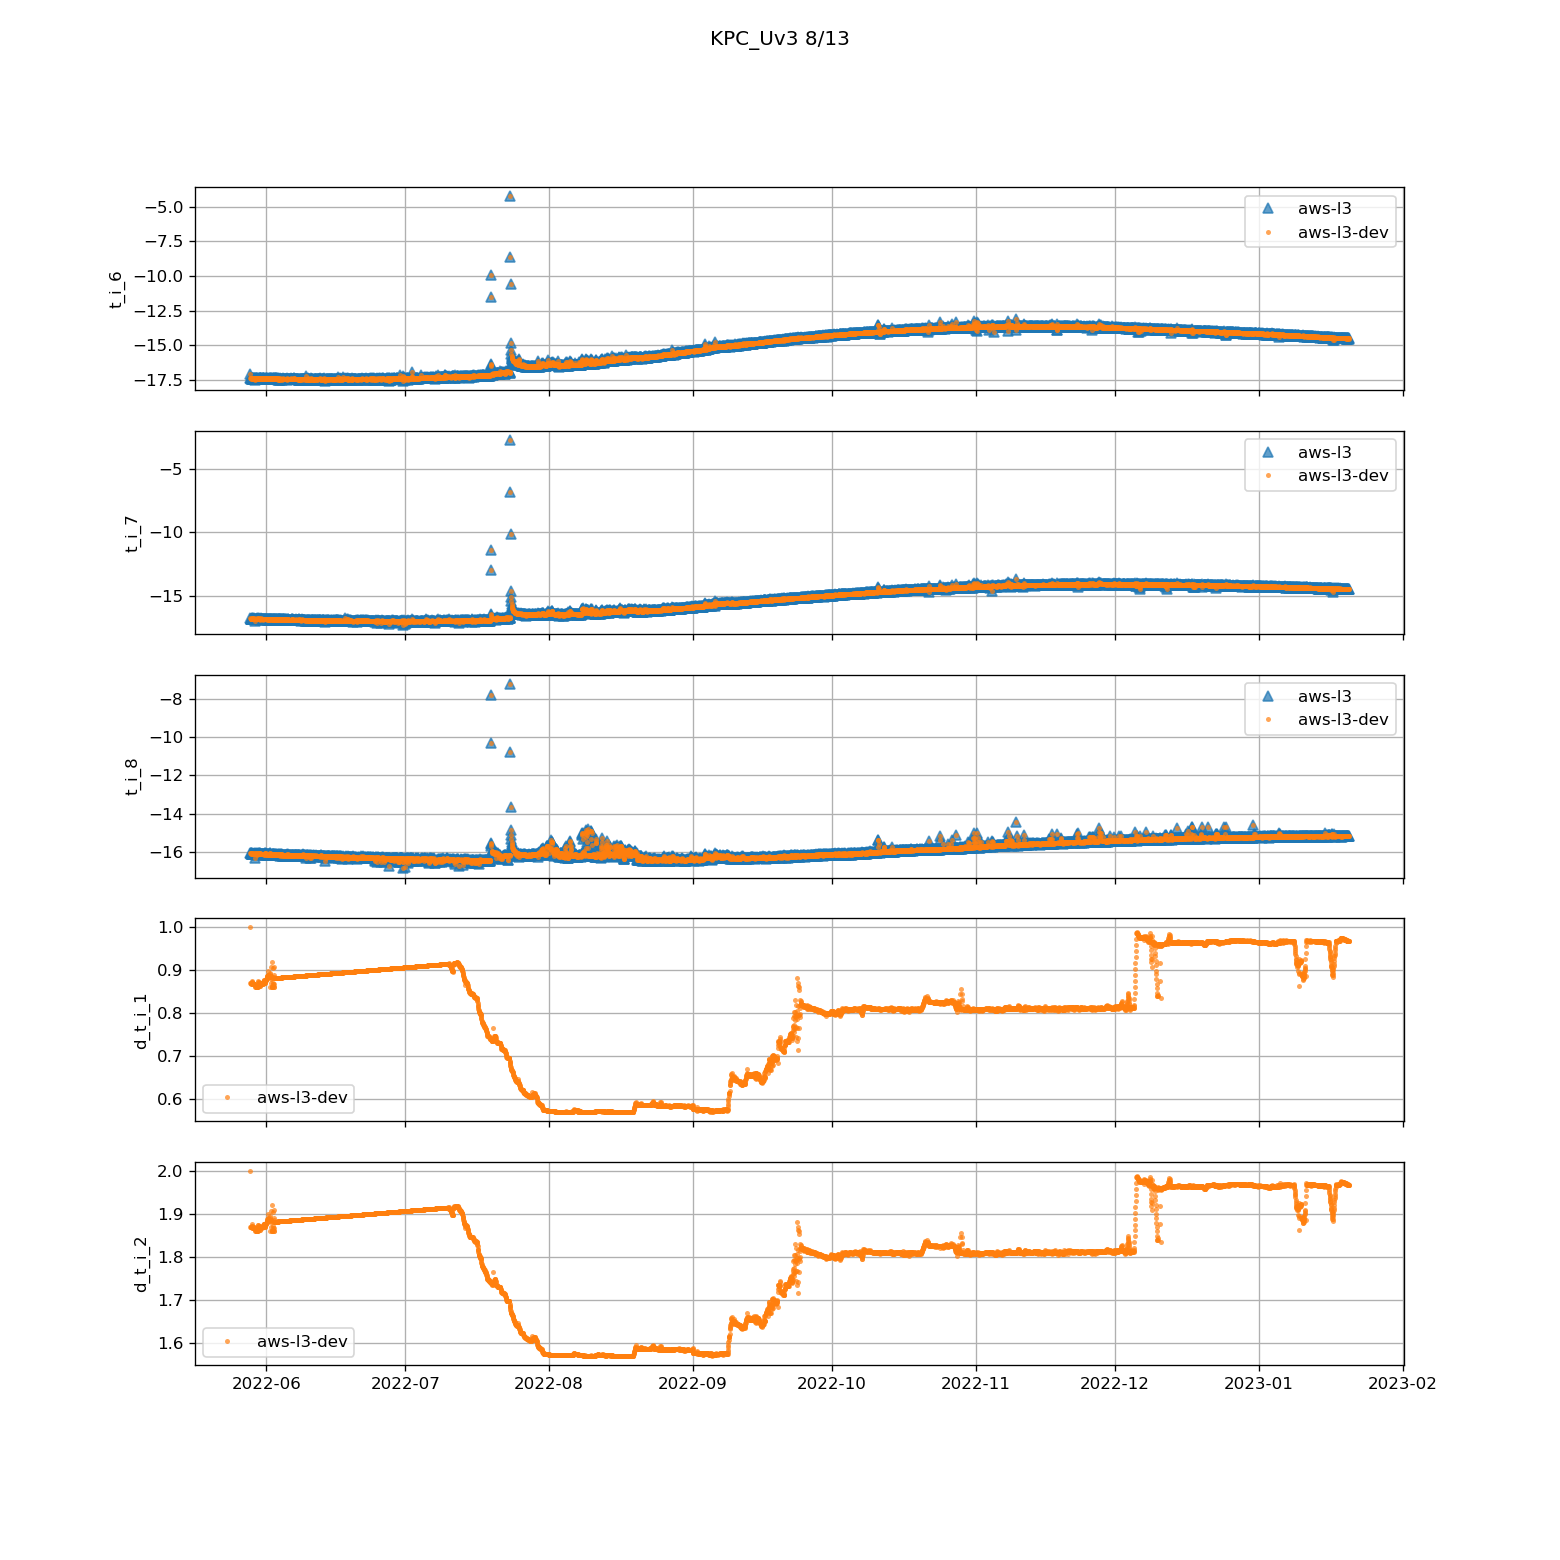 KPC_Uv3 8/13
−5.0
−7.5
−10.0
−12.5
−15.0
−17.5
t_i_6
aws-l3
aws-l3-dev
−5
−10
−15
t_i_7
aws-l3
aws-l3-dev
−8
−10
−12
−14
−16
t_i_8
aws-l3
aws-l3-dev
1.0
0.9
0.8
0.7
0.6
d_t_i_1
aws-l3-dev
2.0
1.9
1.8
1.7
1.6
d_t_i_2
aws-l3-dev
2022-06 2022-07 2022-08 2022-09 2022-10 2022-11 2022-12 2023-01 2023-02